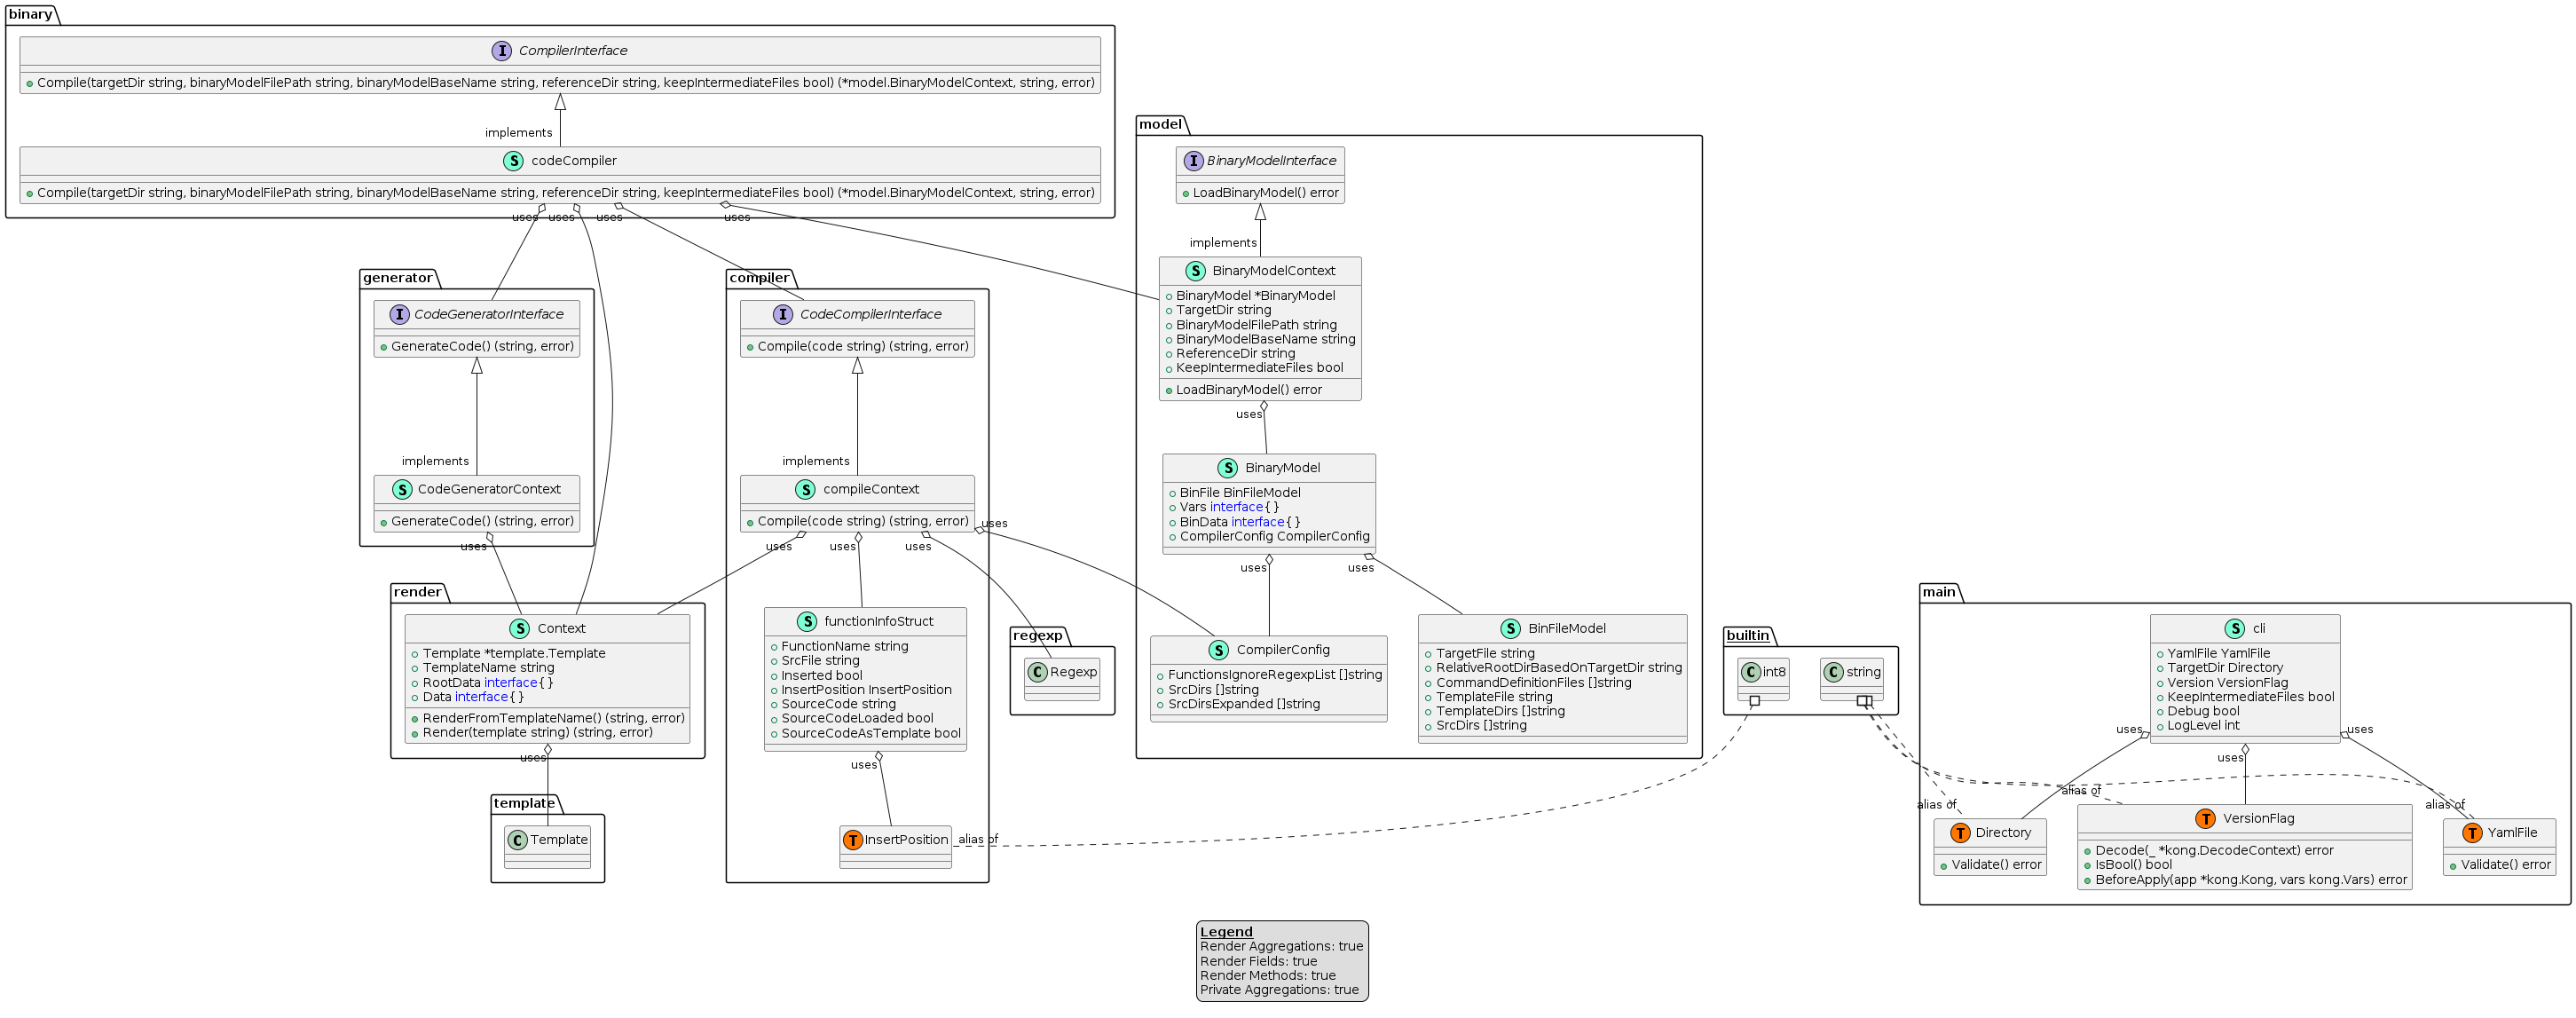 binary
I CompilerInterface
Compile(targetDir string, binaryModelFilePath string, binaryModelBaseName string, referenceDir string, keepIntermediateFiles bool) (*model.BinaryModelContext, string, error)
implements
S codeCompiler
Compile(targetDir string, binaryModelFilePath string, binaryModelBaseName string, referenceDir string, keepIntermediateFiles bool) (*model.BinaryModelContext, string, error)
uses uses uses uses
generator
I CodeGeneratorInterface
GenerateCode() (string, error)
implements
S CodeGeneratorContext
GenerateCode() (string, error)
uses
compiler
I CodeCompilerInterface
Compile(code string) (string, error)
implements
S compileContext
Compile(code string) (string, error)
uses uses uses uses
S functionInfoStruct
FunctionName string
SrcFile string
Inserted bool
InsertPosition InsertPosition
SourceCode string
SourceCodeLoaded bool
SourceCodeAsTemplate bool
uses
T InsertPosition
alias of
model
I BinaryModelInterface
LoadBinaryModel() error
implements
S BinaryModelContext
BinaryModel *BinaryModel
TargetDir string
BinaryModelFilePath string
BinaryModelBaseName string
ReferenceDir string
KeepIntermediateFiles bool
LoadBinaryModel() error
uses
S BinaryModel
BinFile BinFileModel
Vars interface{}
BinData interface{}
CompilerConfig CompilerConfig
uses uses
S CompilerConfig
FunctionsIgnoreRegexpList []string
SrcDirs []string
SrcDirsExpanded []string
S BinFileModel
TargetFile string
RelativeRootDirBasedOnTargetDir string
CommandDefinitionFiles []string
TemplateFile string
TemplateDirs []string
SrcDirs []string
render
S Context
Template *template.Template
TemplateName string
RootData interface{}
Data interface{}
RenderFromTemplateName() (string, error)
Render(template string) (string, error)
uses
template
C Template
regexp
C Regexp
builtin
C int8
C string
main
S cli
YamlFile YamlFile
TargetDir Directory
Version VersionFlag
KeepIntermediateFiles bool
Debug bool
LogLevel int
uses uses uses
alias of alias of alias of
T Directory
Validate() error
T VersionFlag
Decode(_ *kong.DecodeContext) error
IsBool() bool
BeforeApply(app *kong.Kong, vars kong.Vars) error
T YamlFile
Validate() error
Legend
Render Aggregations: true
Render Fields: true
Render Methods: true
Private Aggregations: true